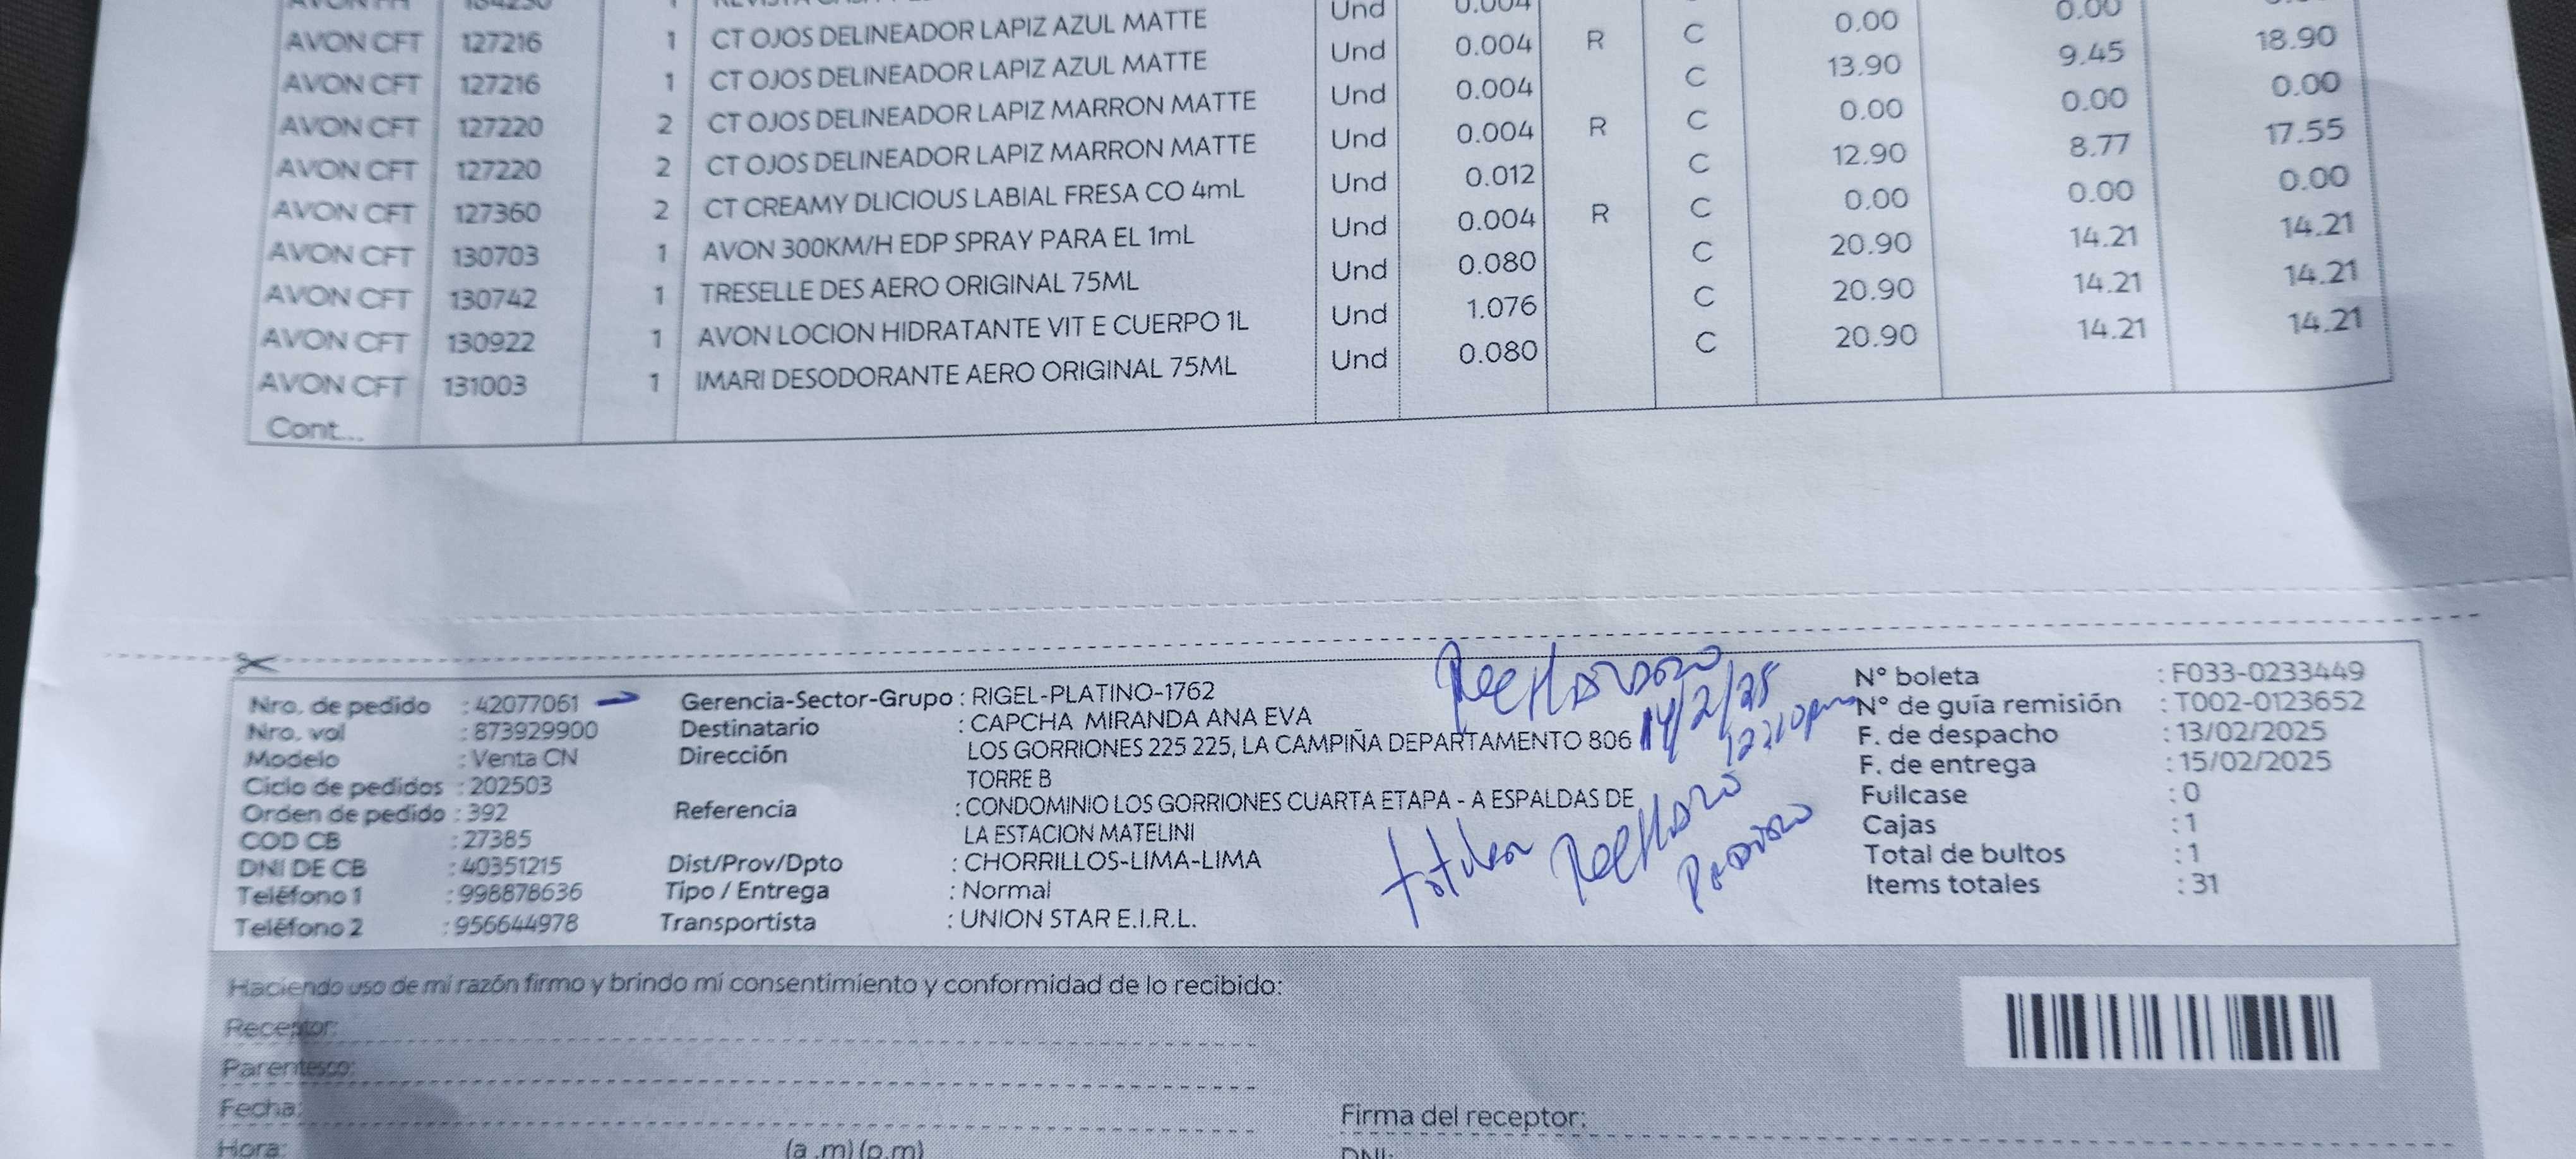 AVON CFT 127216 1 CT OJOS DELINEADOR LAPIZ AZUL MATTE Und 0.004 R C 0.00 0.00
AVON CFT 127216 1 CT OJOS DELINEADOR LAPIZ AZUL MATTE Und 0.004 C 13.90 9.45 18.90
AVON CFT 127220 2 CT OJOS DELINEADOR LAPIZ MARRON MATTE Und 0.004 R C 0.00 0.00 0.00
AVON CFT 127220 2 CT OJOS DELINEADOR LAPIZ MARRON MATTE Und 0.004 C 12.90 8.77 17.55
AVON CFT 127360 2 CT CREAMY DLICIOUS LABIAL FRESA CO 4mL Und 0.012 R C 0.00 0.00 0.00
AVON CFT 130703 1 AVON 300KM/H EDP SPRAY PARA EL 1mL Und 0.004 C 20.90 14.21 14.21
AVON CFT 130742 1 TRESELLE DES AERO ORIGINAL 75ML Und 0.080 C 20.90 14.21 14.21
AVON CFT 130922 1 AVON LOCION HIDRATANTE VIT E CUERPO 1L Und 1.076 C 20.90 14.21 14.21
AVON CFT 131003 1 IMARI DESODORANTE AERO ORIGINAL 75ML Und 0.080
Cont...
Nro. de pedido : 42077061
Nro. vol : 873929900
Modelo : Venta CN
Ciclo de pedidos : 202503
Orden de pedido : 392
COD CB : 27385
DNI DE CB : 40351215
Teléfono 1 : 998878636
Teléfono 2 : 956644978
Gerencia-Sector-Grupo : RIGEL-PLATINO-1762
Destinatario : CAPCHA MIRANDA ANA EVA
Dirección LOS GORRIONES 225 225, LA CAMPIÑA DEPARTAMENTO 806
TORRE B
Referencia : CONDOMINIO LOS GORRIONES CUARTA ETAPA - A ESPALDAS DE
LA ESTACION MATELINI
Dist/Prov/Dpto : CHORRILLOS-LIMA-LIMA
Tipo / Entrega : Normal
Transportista : UNION STAR E.I.R.L.
14/2/25
N° boleta : F033-0233449
N° de guía remisión : T002-0123652
F. de despacho : 13/02/2025
F. de entrega : 15/02/2025
Fullcase : 0
Cajas : 1
Total de bultos : 1
Items totales : 31
Haciendo uso de mi razón firmo y brindo mi consentimiento y conformidad de lo recibido:
Receptor:
Parentesco:
Fecha:
Hora: (a .m) (p.m)
Firma del receptor:
DNI: